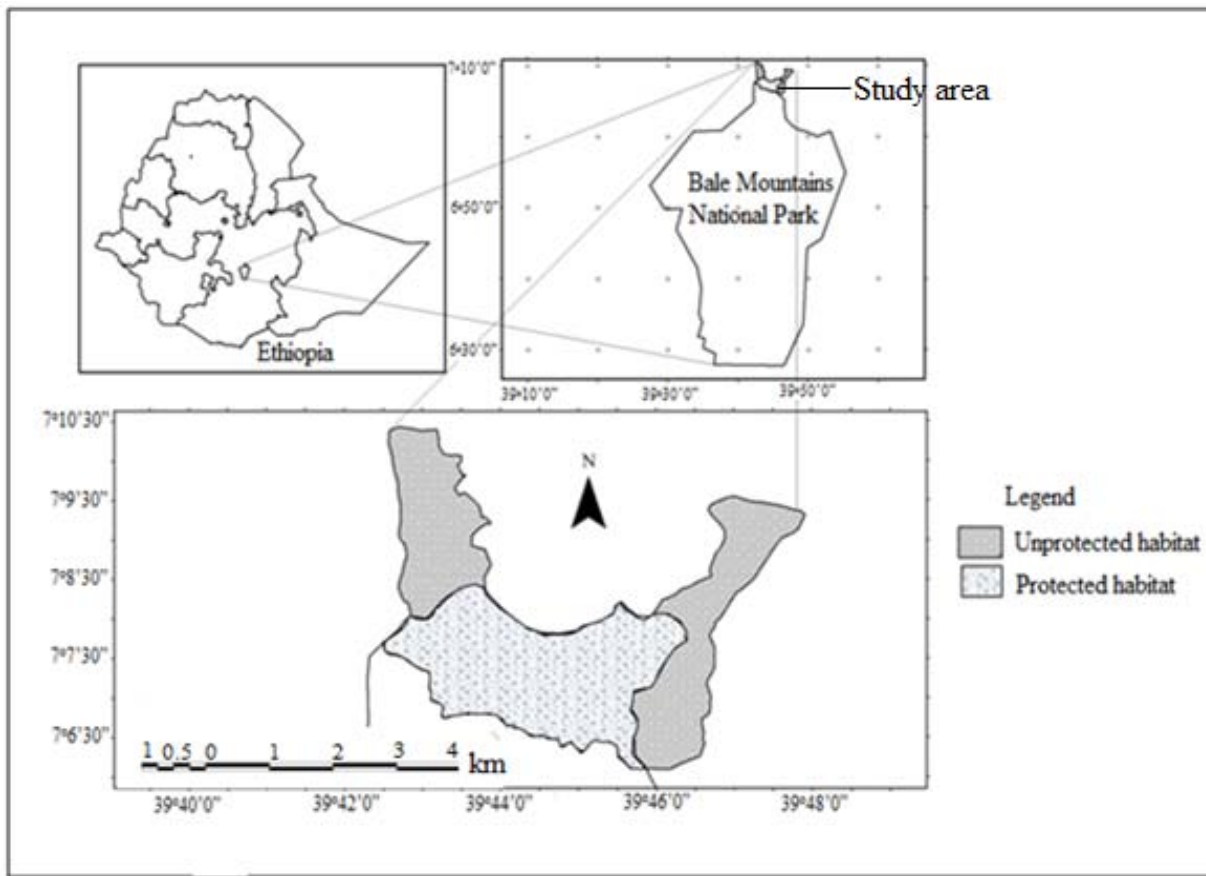 7•10'0"
Study area
Bale Mountains
National Park
6•50'0"
Ethiopia
6•30'0"
39•10'0"
39•30'0"
39•50'0"
7•10'30"
N
7•9'30"
Legend
Unprotected habitat
7•8'30"
Protected habitat
7•7'30"
7•6'30"
1 0.5 0 1 2 3 4
km
39•40'0" 39•42'0" 39•44'0" 39•46'0" 39•48'0"